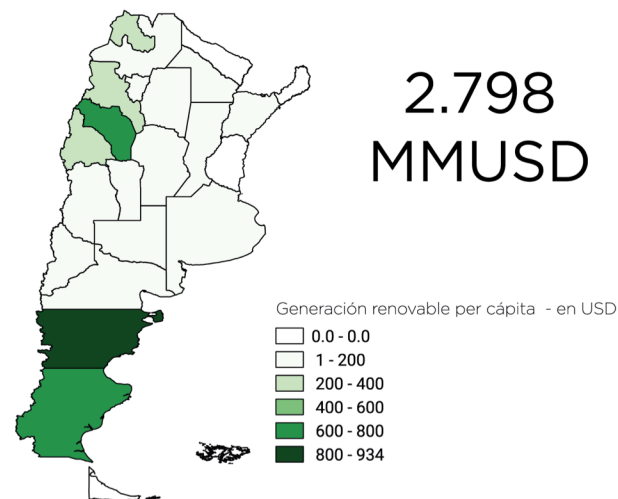 2.798
MMUSD
Generación renovable per cápita - en USD
0.0 - 0.0
1 - 200
200 - 400
400 - 600
600 - 800
800 - 934